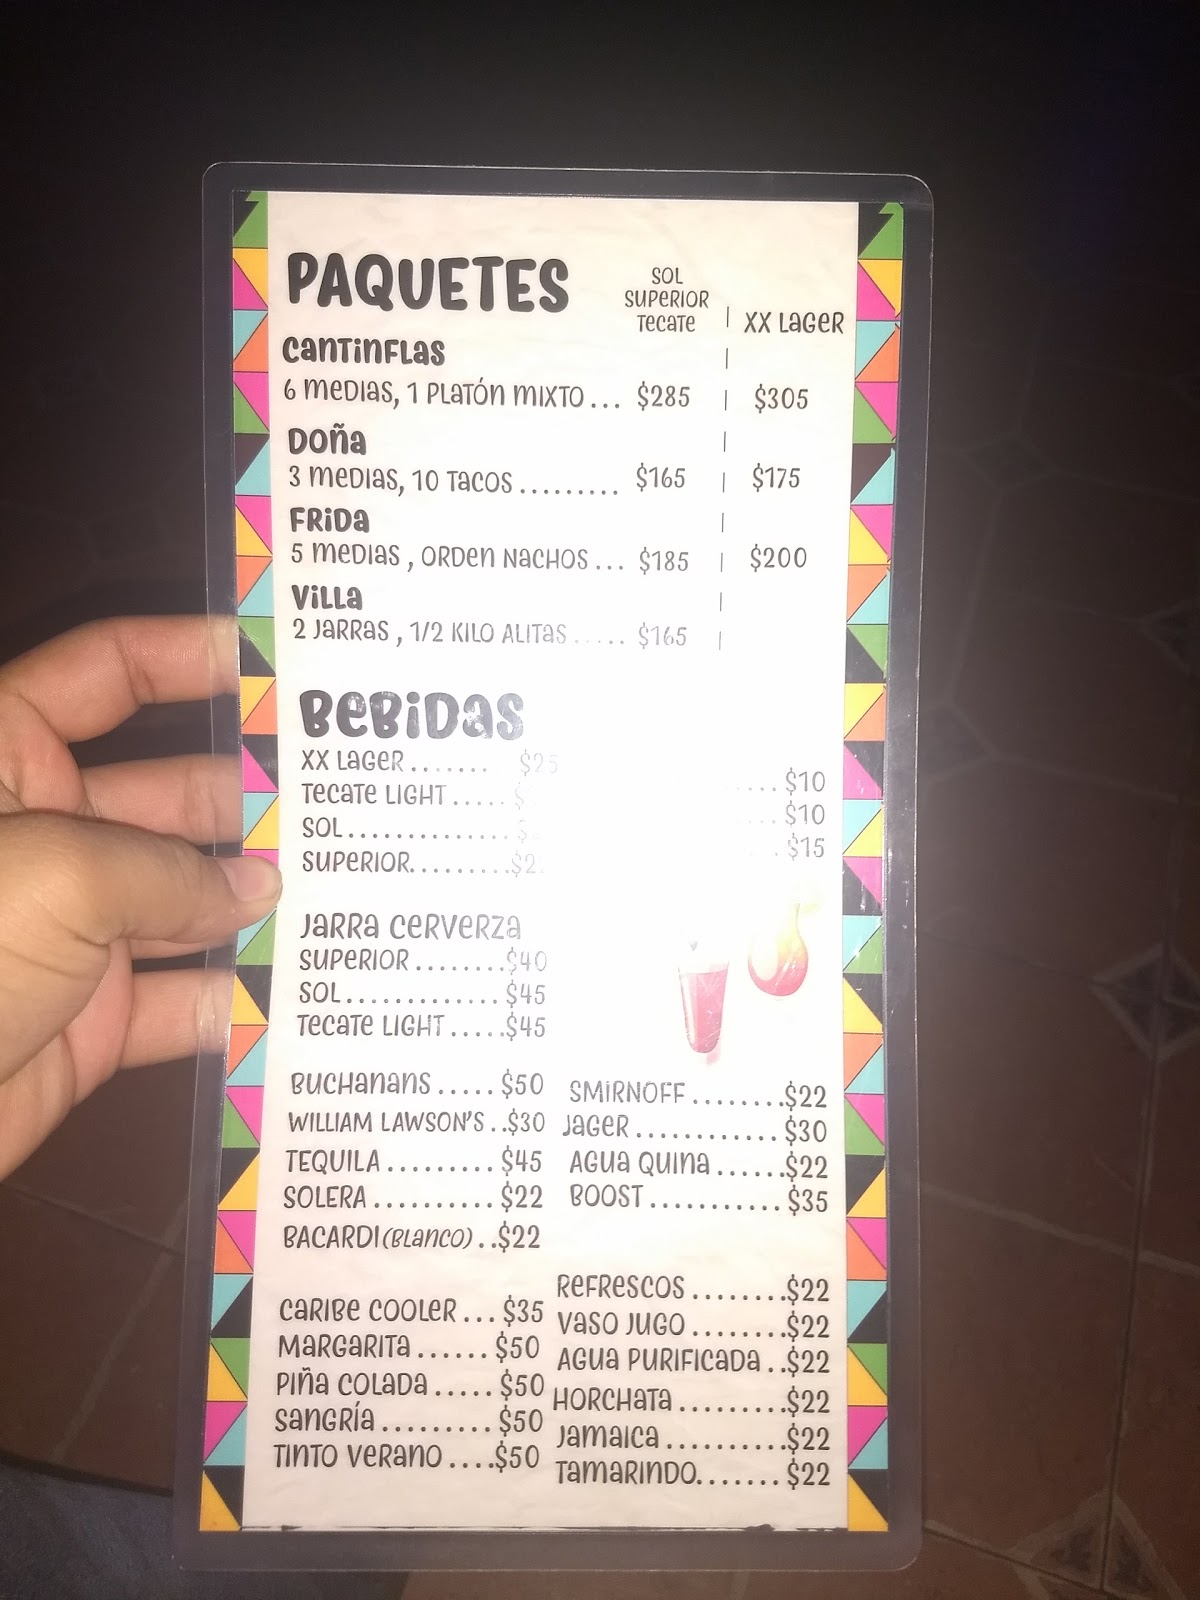 PAQUETES
SOL
SUPERIOR
TECATE
XX LAGER
CANTINFLAS
6 MEDIAS, 1 PLATÓN MIXTO ... $285 $305
DOÑA
3 MEDIAS, 10 TACOS ......... $165 $175
FRIDA
5 MEDIAS , ORDEN NACHOS ... $185 $200
VILLA
2 JARRAS , 1/2 KILO ALITAS ..... $165
BEBIDAS
XX LAGER ....... $25
TECATE LIGHT .....
SOL ..............
SUPERIOR.........
..... $10
.... $10
... $15
JARRA CERVERZA
SUPERIOR ........$40
SOL ............. $45
TECATE LIGHT .....$45
BUCHANANS ..... $50
WILLIAM LAWSON'S ..$30
TEQUILA ......... $45
SOLERA .......... $22
BACARDI (BLANCO) ..$22
SMIRNOFF ........$22
JAGER ............ $30
AGUA QUINA ......$22
BOOST ........... $35
CARIBE COOLER ... $35
MARGARITA ...... $50
PIÑA COLADA ..... $50
SANGRÍA ......... $50
TINTO VERANO ....$50
REFRESCOS ........$22
VASO JUGO ........$22
AGUA PURIFICADA ..$22
HORCHATA .........$22
JAMAICA ..........$22
TAMARINDO....... $22